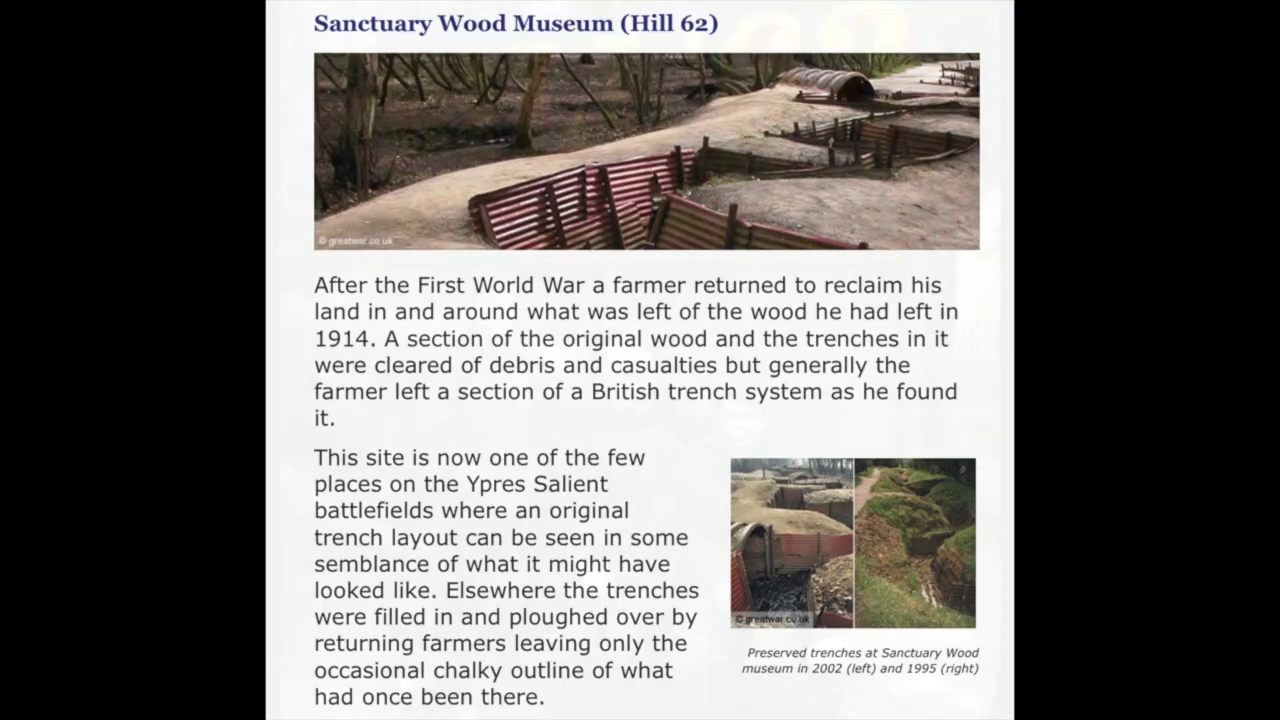 Sanctuary Wood Museum (Hill 62)
© greatwar.co.uk
After the First World War a farmer returned to reclaim his
land in and around what was left of the wood he had left in
1914. A section of the original wood and the trenches in it
were cleared of debris and casualties but generally the
farmer left a section of a British trench system as he found
it.
This site is now one of the few
places on the Ypres Salient
battlefields where an original
trench layout can be seen in some
semblance of what it might have
looked like. Elsewhere the trenches
were filled in and ploughed over by
returning farmers leaving only the
occasional chalky outline of what
had once been there.
© greatwar.co.uk
Preserved trenches at Sanctuary Wood
museum in 2002 (left) and 1995 (right)